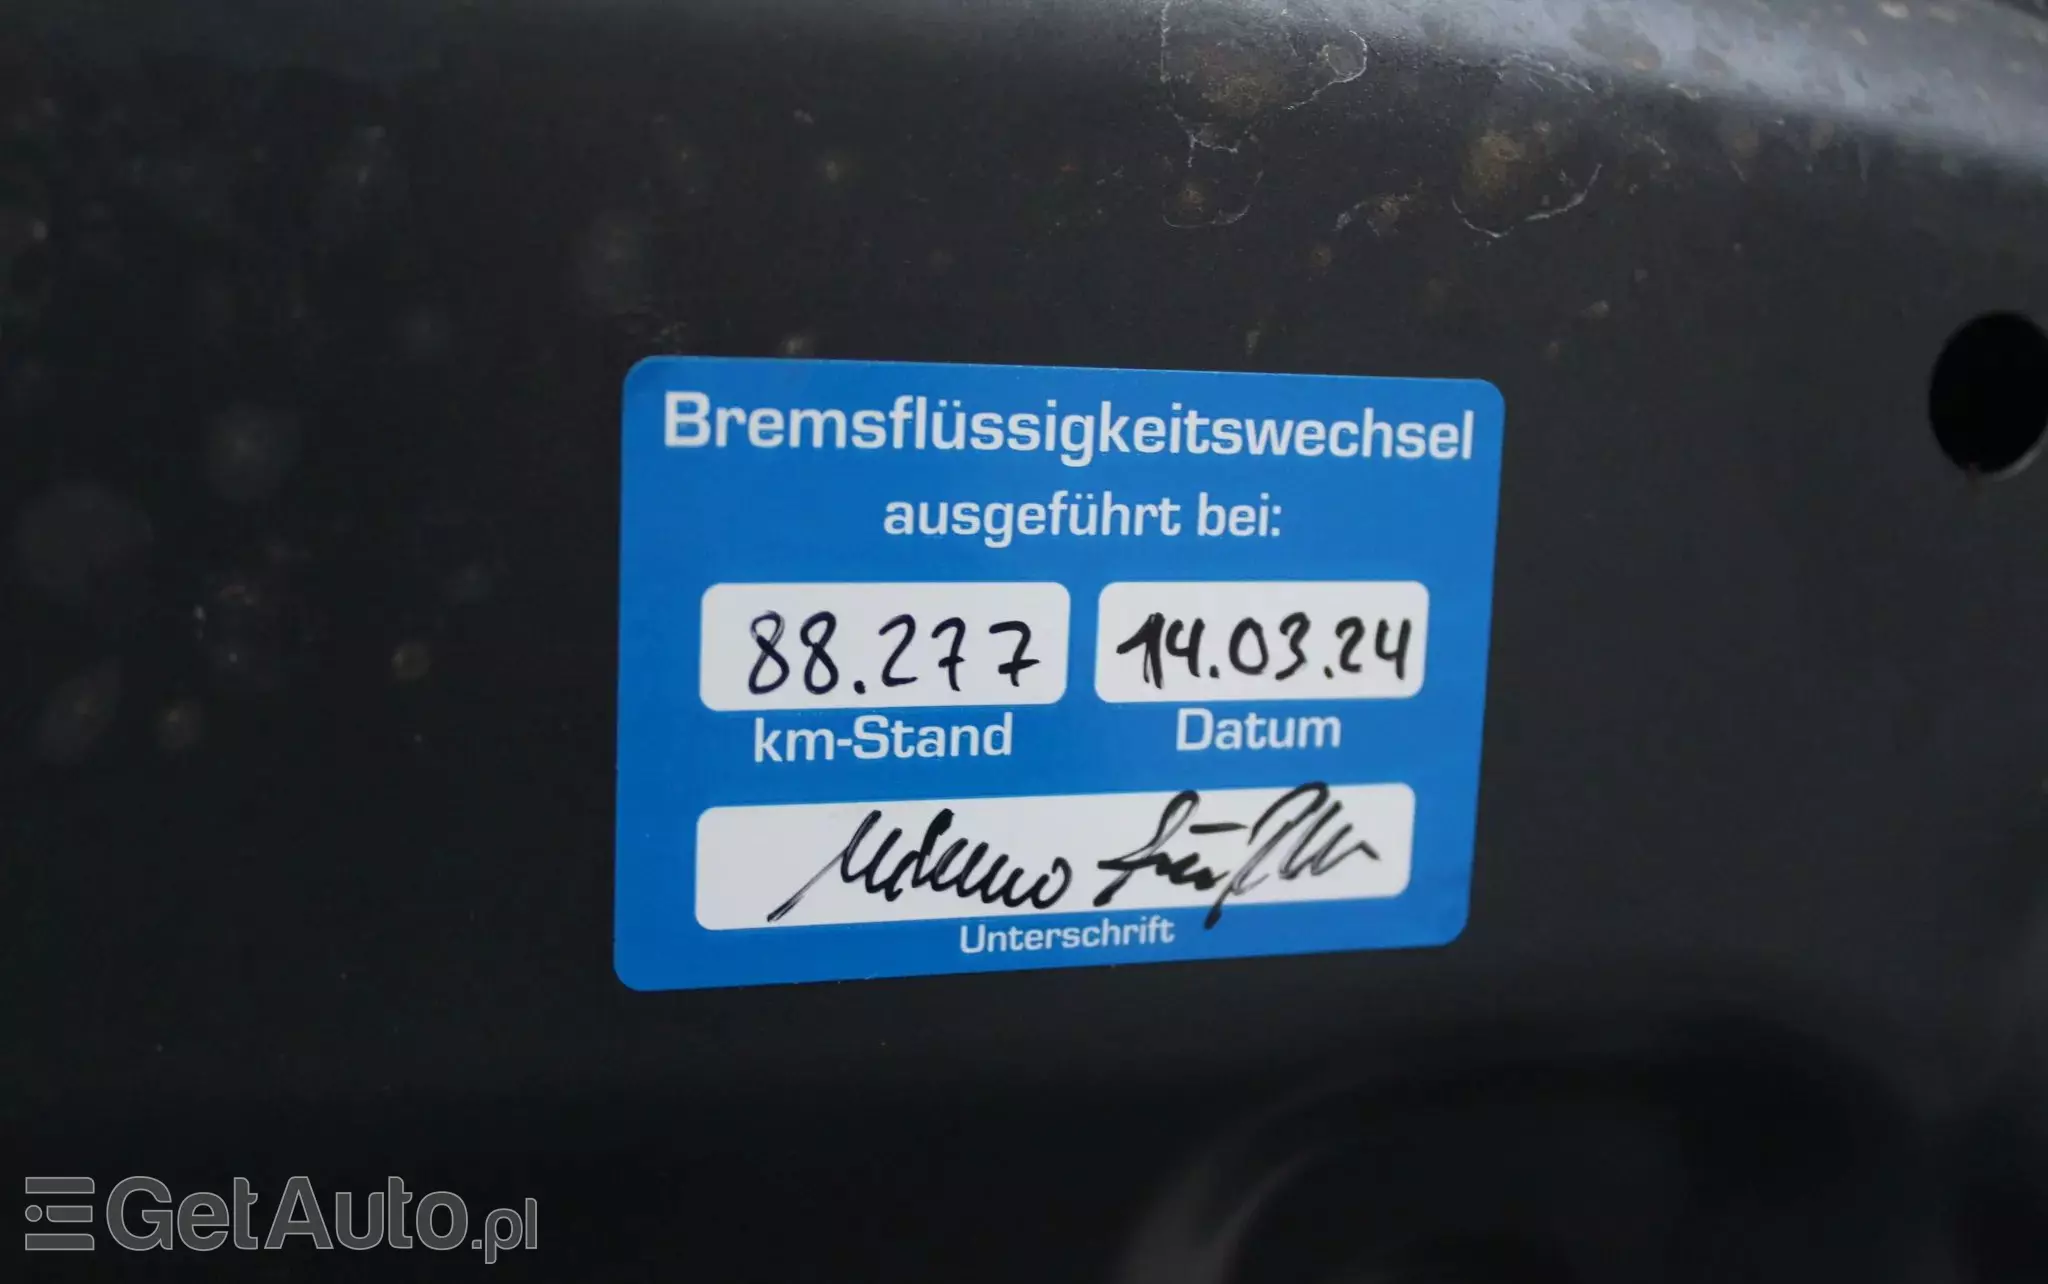 Bremsflüssigkeitswechsel
ausgeführt bei:
88.277 14.03.24
km-Stand Datum
Unterschrift
GetAuto.pl